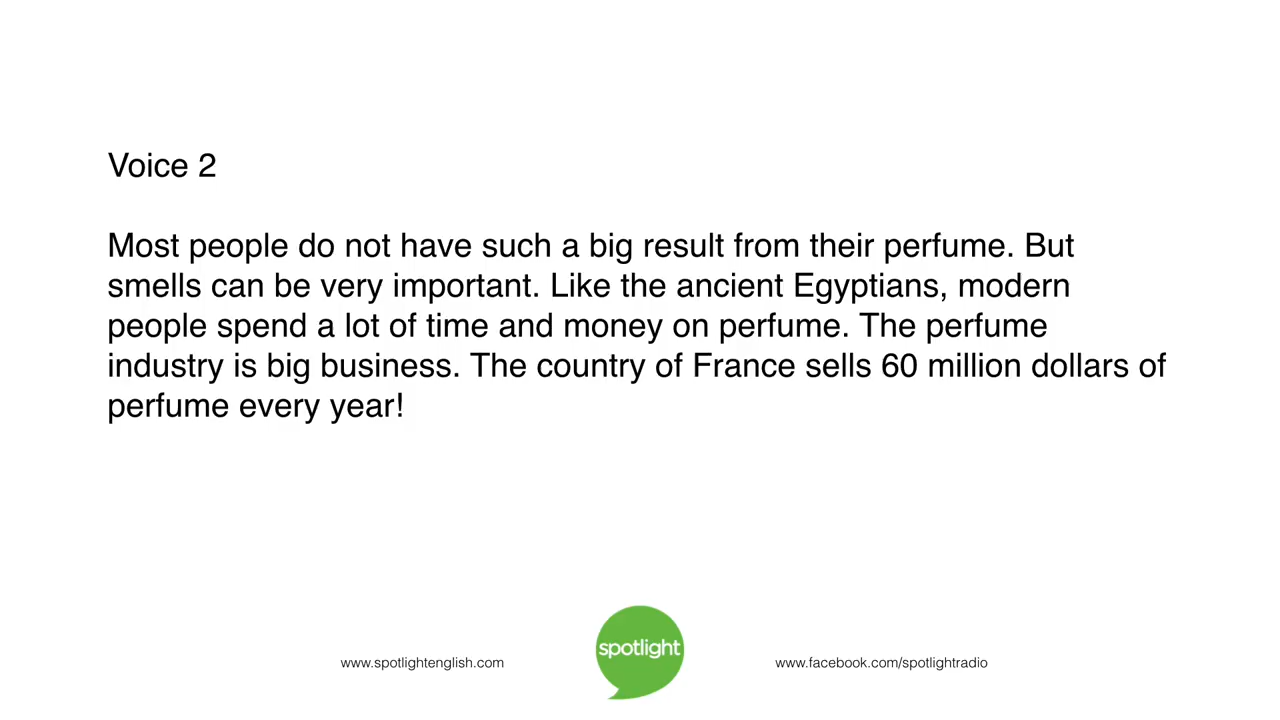 Voice 2
Most people do not have such a big result from their perfume. But
smells can be very important. Like the ancient Egyptians, modern
people spend a lot of time and money on perfume. The perfume
industry is big business. The country of France sells 60 million dollars of
perfume every year!
spotlight
www.spotlightenglish.com
www.facebook.com/spotlightradio